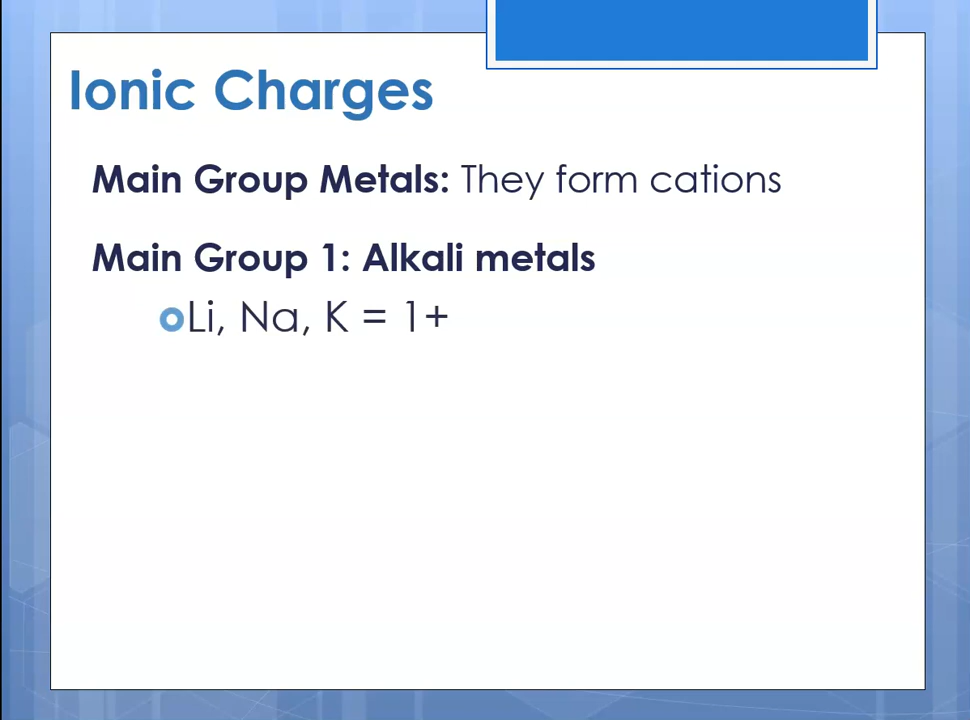 Ionic Charges
Main Group Metals: They form cations
Main Group 1: Alkali metals
Li, Na, K = 1+